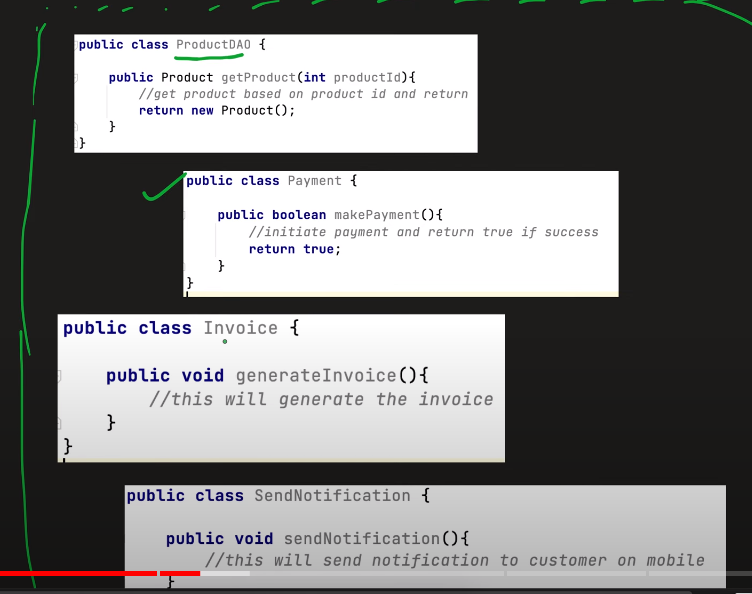 public class ProductDAO {
public Product getProduct(int productId){
//get product based on product id and return
return new Product();
}
}
public class Payment {
public boolean makePayment(){
//initiate payment and return true if success
return true;
}
}
public class Invoice {
public void generateInvoice(){
//this will generate the invoice
}
}
public class SendNotification {
public void sendNotification(){
//this will send notification to customer on mobile
}